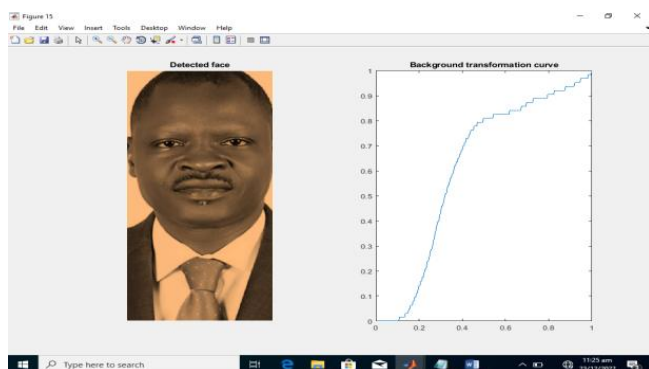 Figure 15
File Edit View Insert Tools Desktop Window Help
Detected face
Background transformation curve
1
0.9
0.8
0.7
0.6
0.5
0.4
0.3
0.2
0.1
0
0 0.2 0.4 0.6 0.8 1
Type here to search
11:25 am